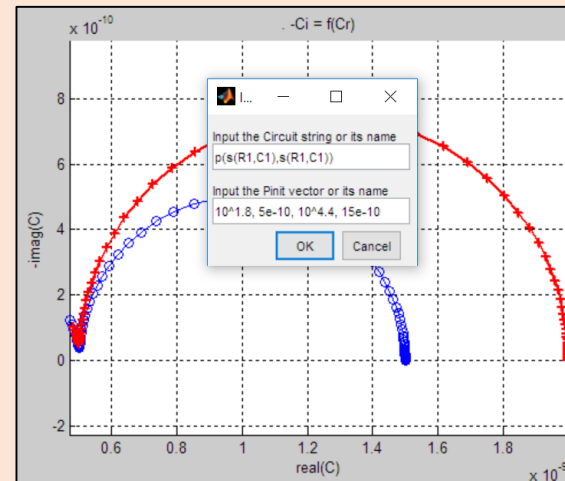 x 10^-10
-Ci = f(Cr)
I...
Input the Circuit string or its name
p(s(R1,C1),s(R1,C1))
Input the Pinit vector or its name
10^1.8, 5e-10, 10^4.4, 15e-10
OK Cancel
8
6
4
2
0
-2
-imag(C)
0.6 0.8 1 1.2 1.4 1.6 1.8
real(C)
x 10^-9